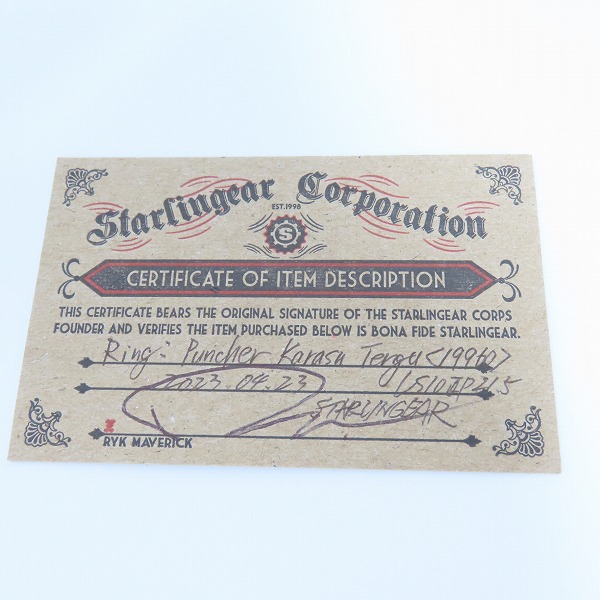 Starlingear Corporation
EST.1998
S
CERTIFICATE OF ITEM DESCRIPTION
THIS CERTIFICATE BEARS THE ORIGINAL SIGNATURE OF THE STARLINGEAR CORPS
FOUNDER AND VERIFIES THE ITEM PURCHASED BELOW IS BONA FIDE STARLINGEAR.
Ring: Puncher Karasu Tengu
2023.04.23
STARLINGEAR
RYK MAVERICK